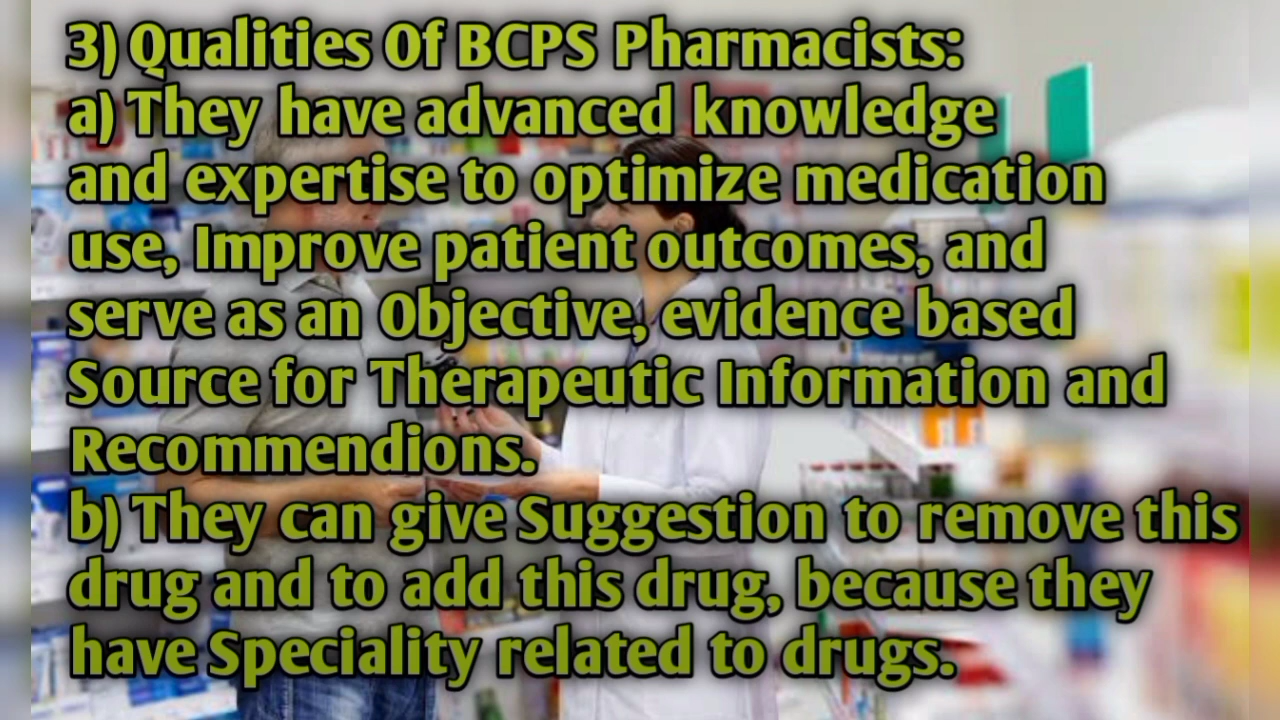 3) Qualities Of BCPS Pharmacists:
a) They have advanced knowledge
and expertise to optimize medication
use, Improve patient outcomes, and
serve as an Objective, evidence based
Source for Therapeutic Information and
Recommendions.
b) They can give Suggestion to remove this
drug and to add this drug, because they
have Speciality related to drugs.